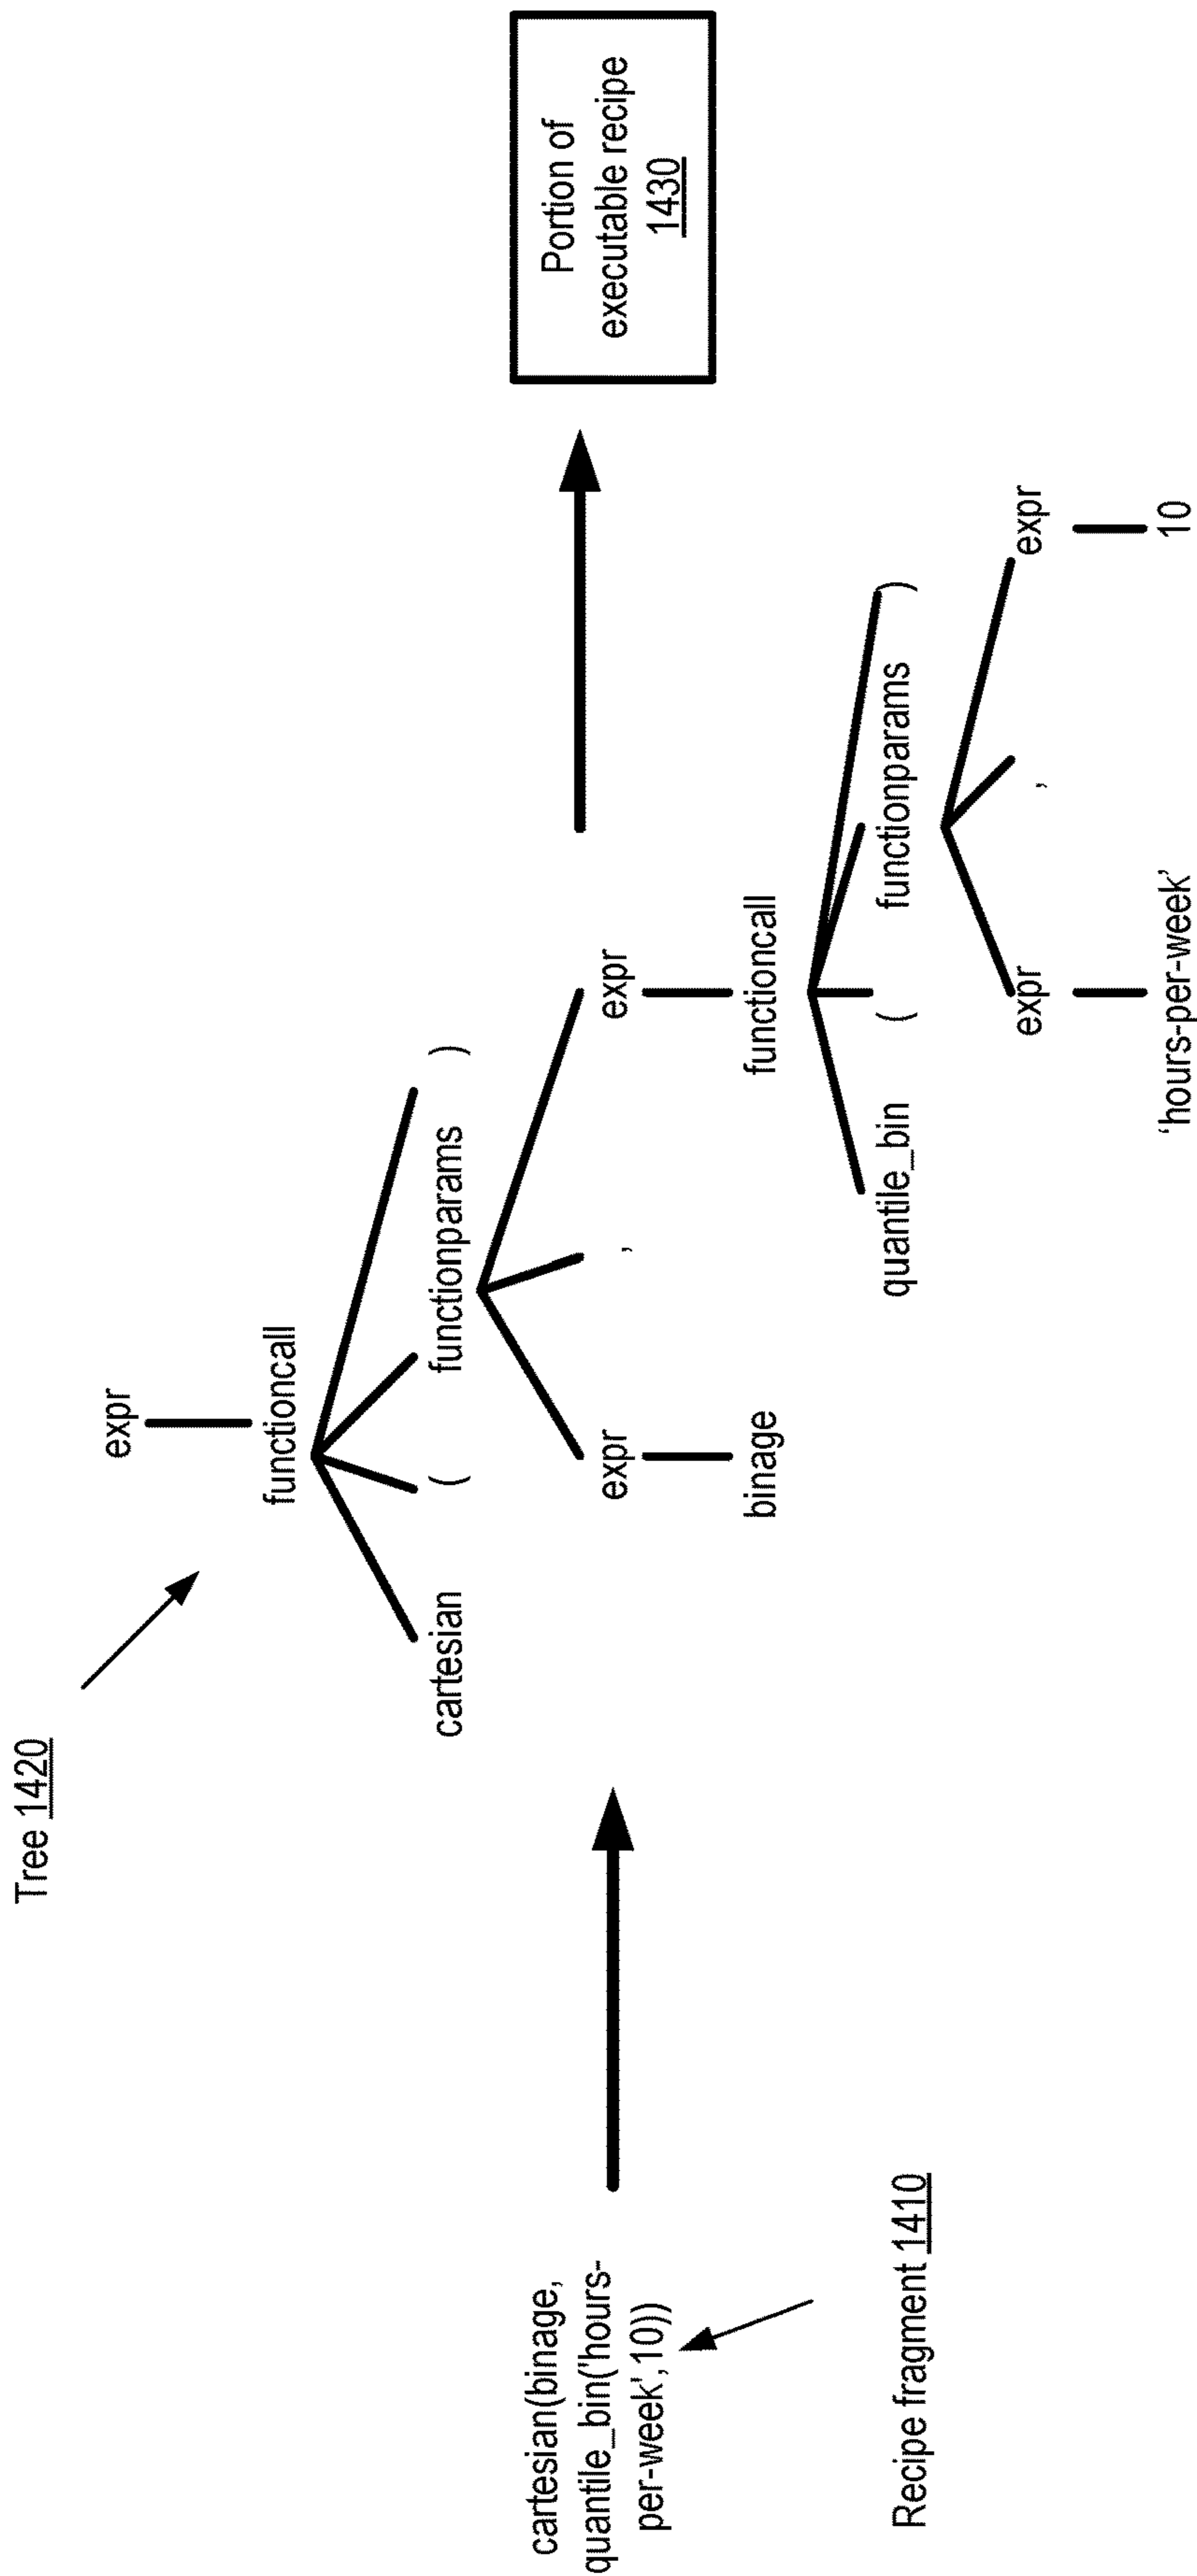 Tree 1420
expr
functioncall
cartesian ( functionparams )
expr , expr
binage functioncall
quantile_bin ( functionparams )
expr , expr
‘hours-per-week’ 10
cartesian(binage,
quantile_bin('hours-
per-week',10))
Recipe fragment 1410
Portion of
executable recipe
1430